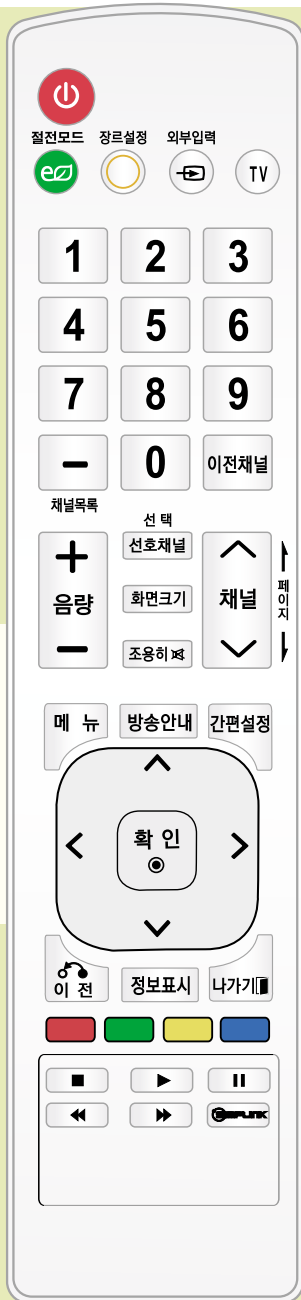 절전모드 장르설정 외부입력
e TV
1 2 3
4 5 6
7 8 9
- 0 이전채널
채널목록
선 택
+ 선호채널
음량 화면크기 채널 페이지
- 조용히
메 뉴 방송안내 간편설정
확 인
이 전 정보표시 나가기
SIMPLINK